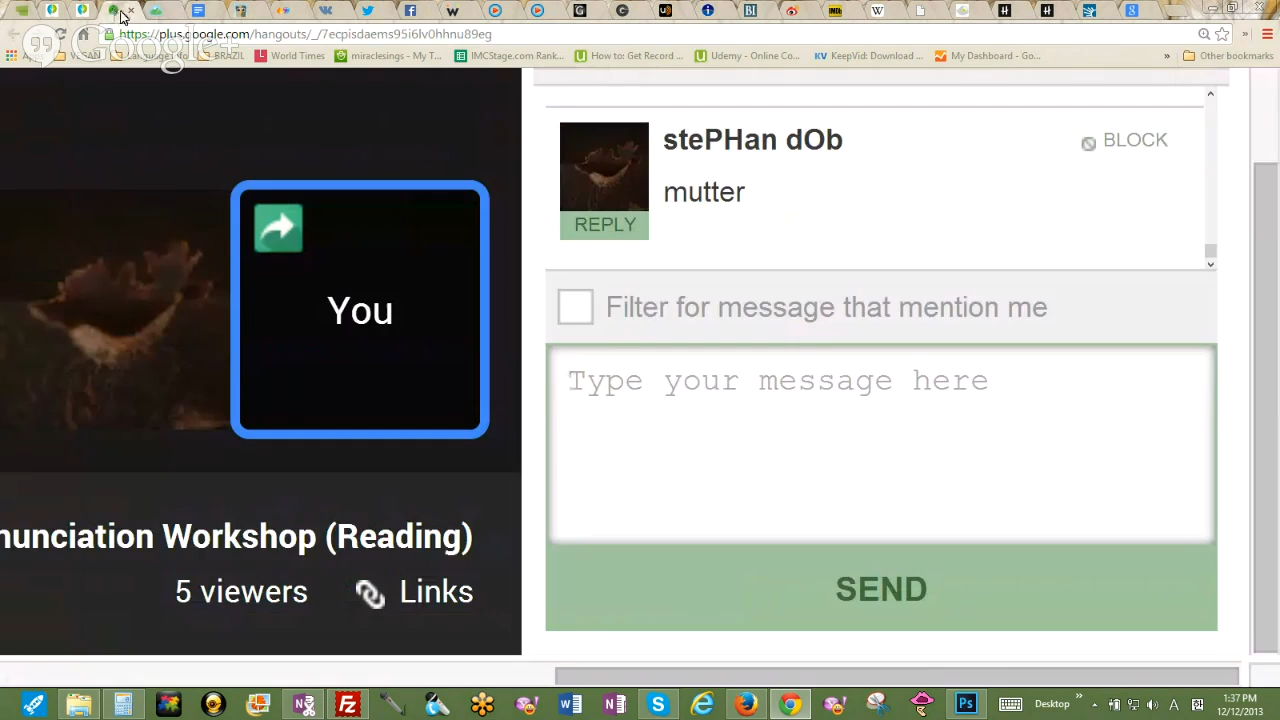 https://plus.google.com/hangouts/_/7ecpisdaems95i6lv0hhnu89eg
Google+
VEGAN
BRAZIL
World Times
miraclesings - My T...
IMCStage.com Rank...
How to: Get Record ...
Udemy - Online Co...
KeepVid: Download ...
My Dashboard - Go...
Other bookmarks
stePHan dOb
BLOCK
mutter
REPLY
You
Filter for message that mention me
Type your message here
SEND
nunciation Workshop (Reading)
5 viewers
Links
Desktop
1:37 PM
12/12/2013